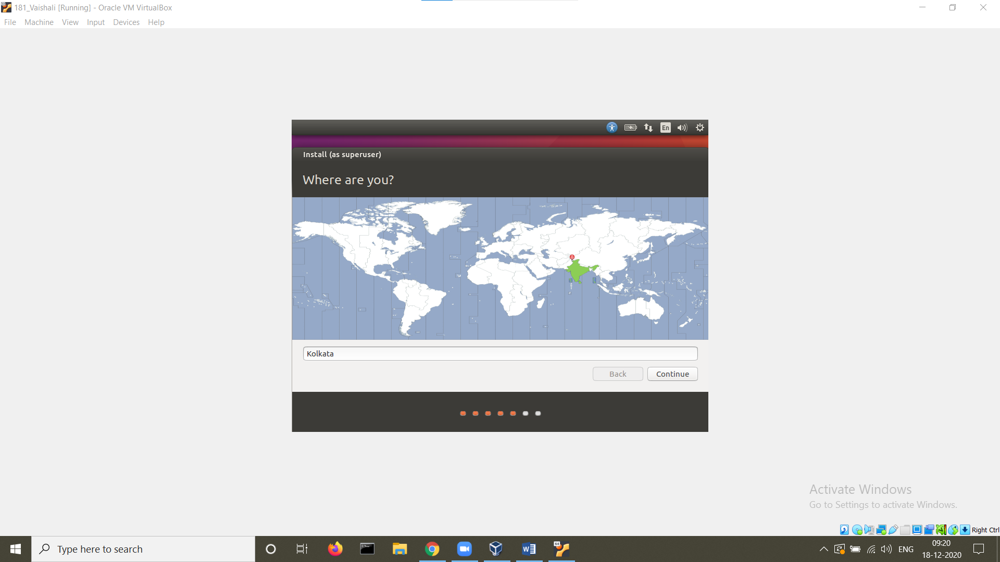 181_Vaishali [Running] - Oracle VM VirtualBox
File Machine View Input Devices Help
En
Install (as superuser)
Where are you?
Kolkata
Back Continue
Activate Windows
Go to Settings to activate Windows.
Right Ctrl
Type here to search
64
ENG
09:20
18-12-2020